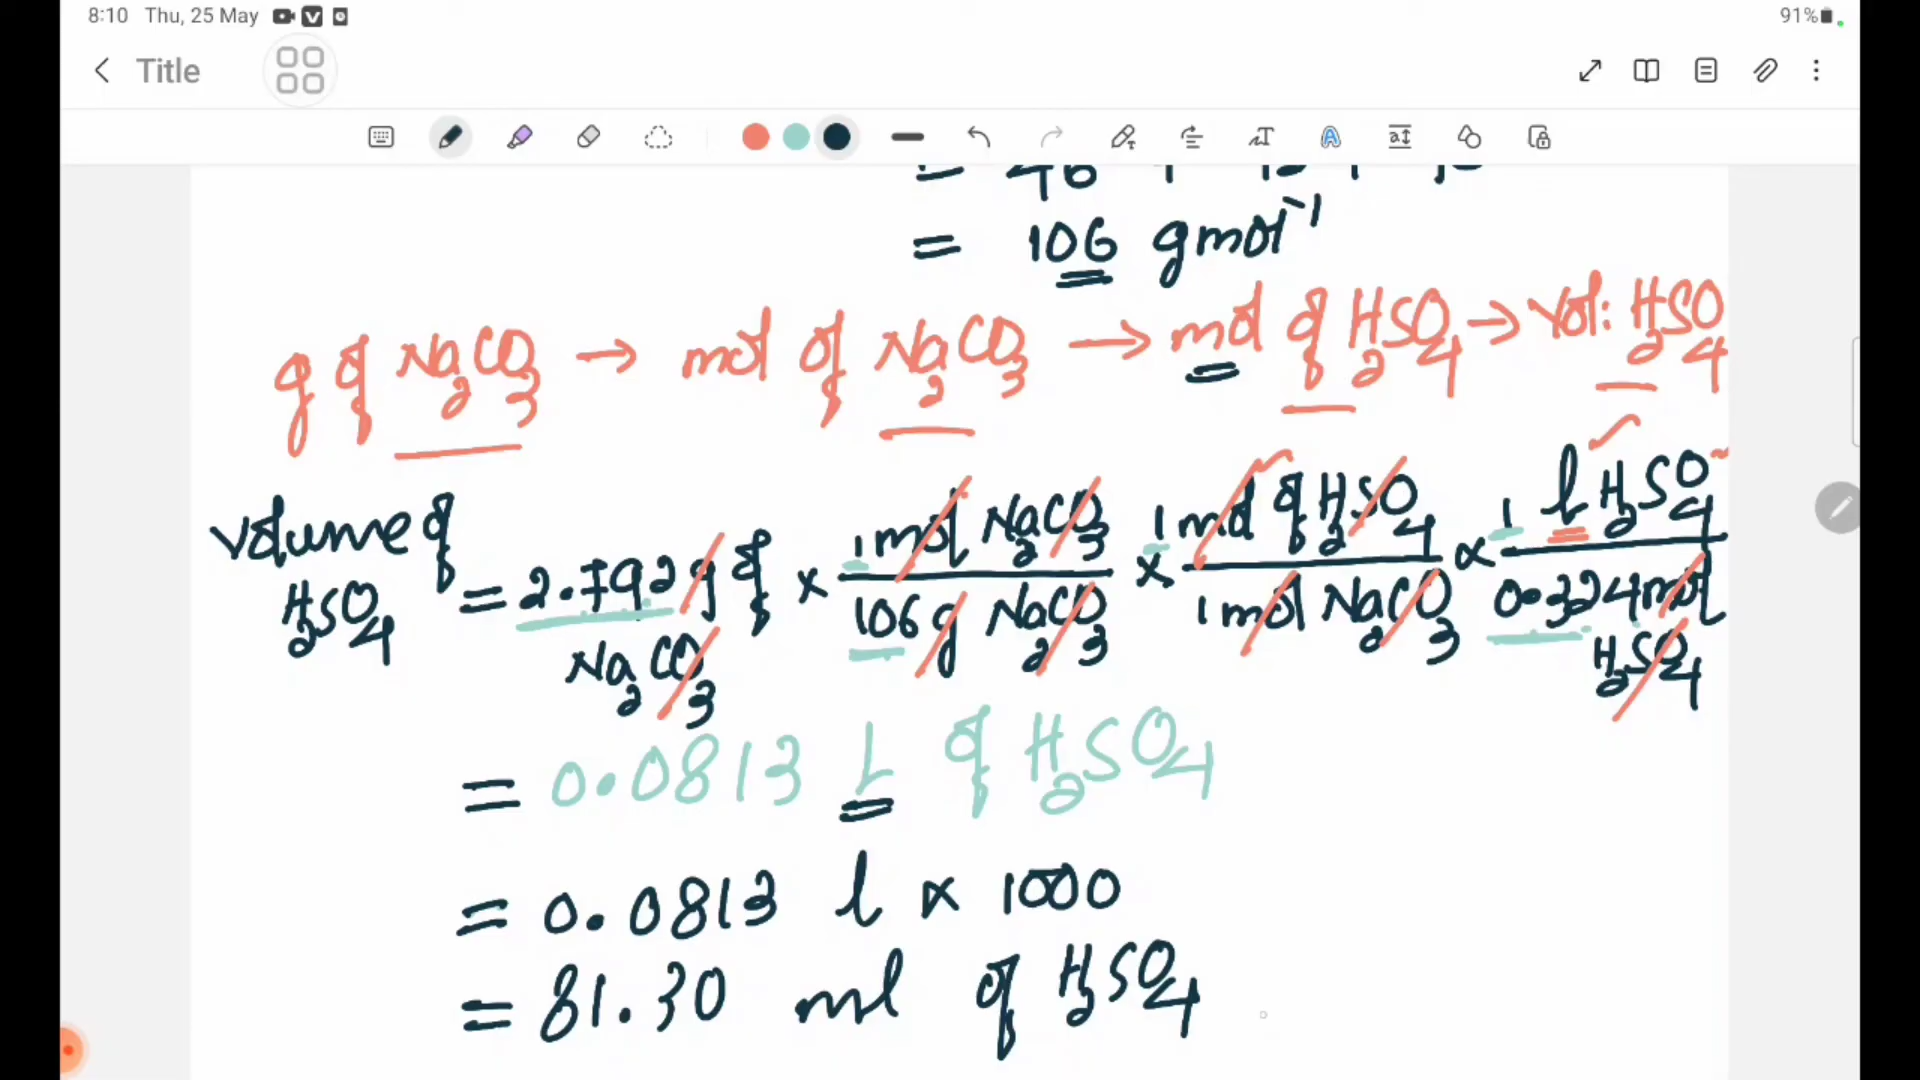 8:10 Thu, 25 May 91%
Title
= 46 +
= 106 gmol⁻¹
g of Na₂CO₃ → mol of Na₂CO₃ → mol of H₂SO₄ → Vol: H₂SO₄
volume of H₂SO₄ = 2.792 g of Na₂CO₃ × 1 mol Na₂CO₃ / 106 g Na₂CO₃ × 1 mol of H₂SO₄ / 1 mol Na₂CO₃ × 1 l H₂SO₄ / 0.324 mol H₂SO₄
= 0.0813 L of H₂SO₄
= 0.0813 l × 1000
= 81.30 ml of H₂SO₄